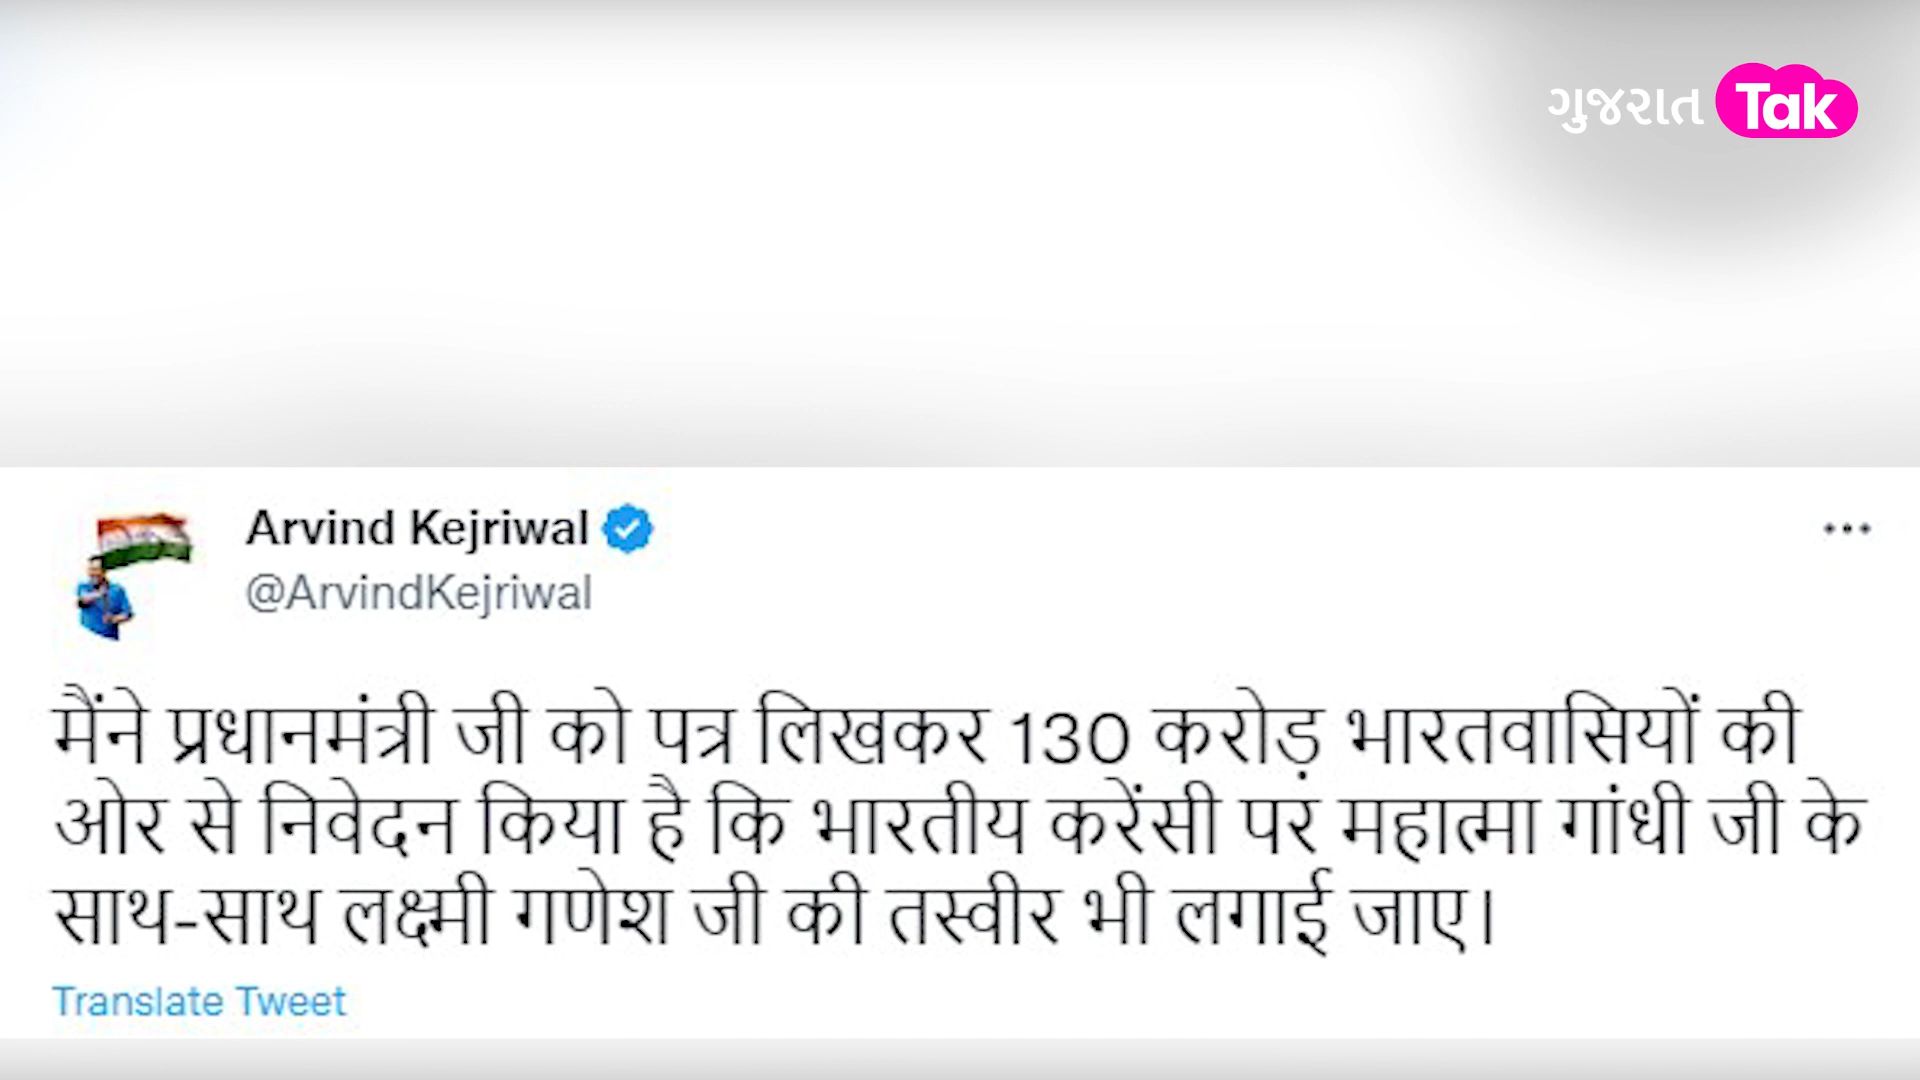 ગુજરાત Tak
Arvind Kejriwal
@ArvindKejriwal
मैंने प्रधानमंत्री जी को पत्र लिखकर 130 करोड़ भारतवासियों की
ओर से निवेदन किया है कि भारतीय करेंसी पर महात्मा गांधी जी के
साथ-साथ लक्ष्मी गणेश जी की तस्वीर भी लगाई जाए।
Translate Tweet